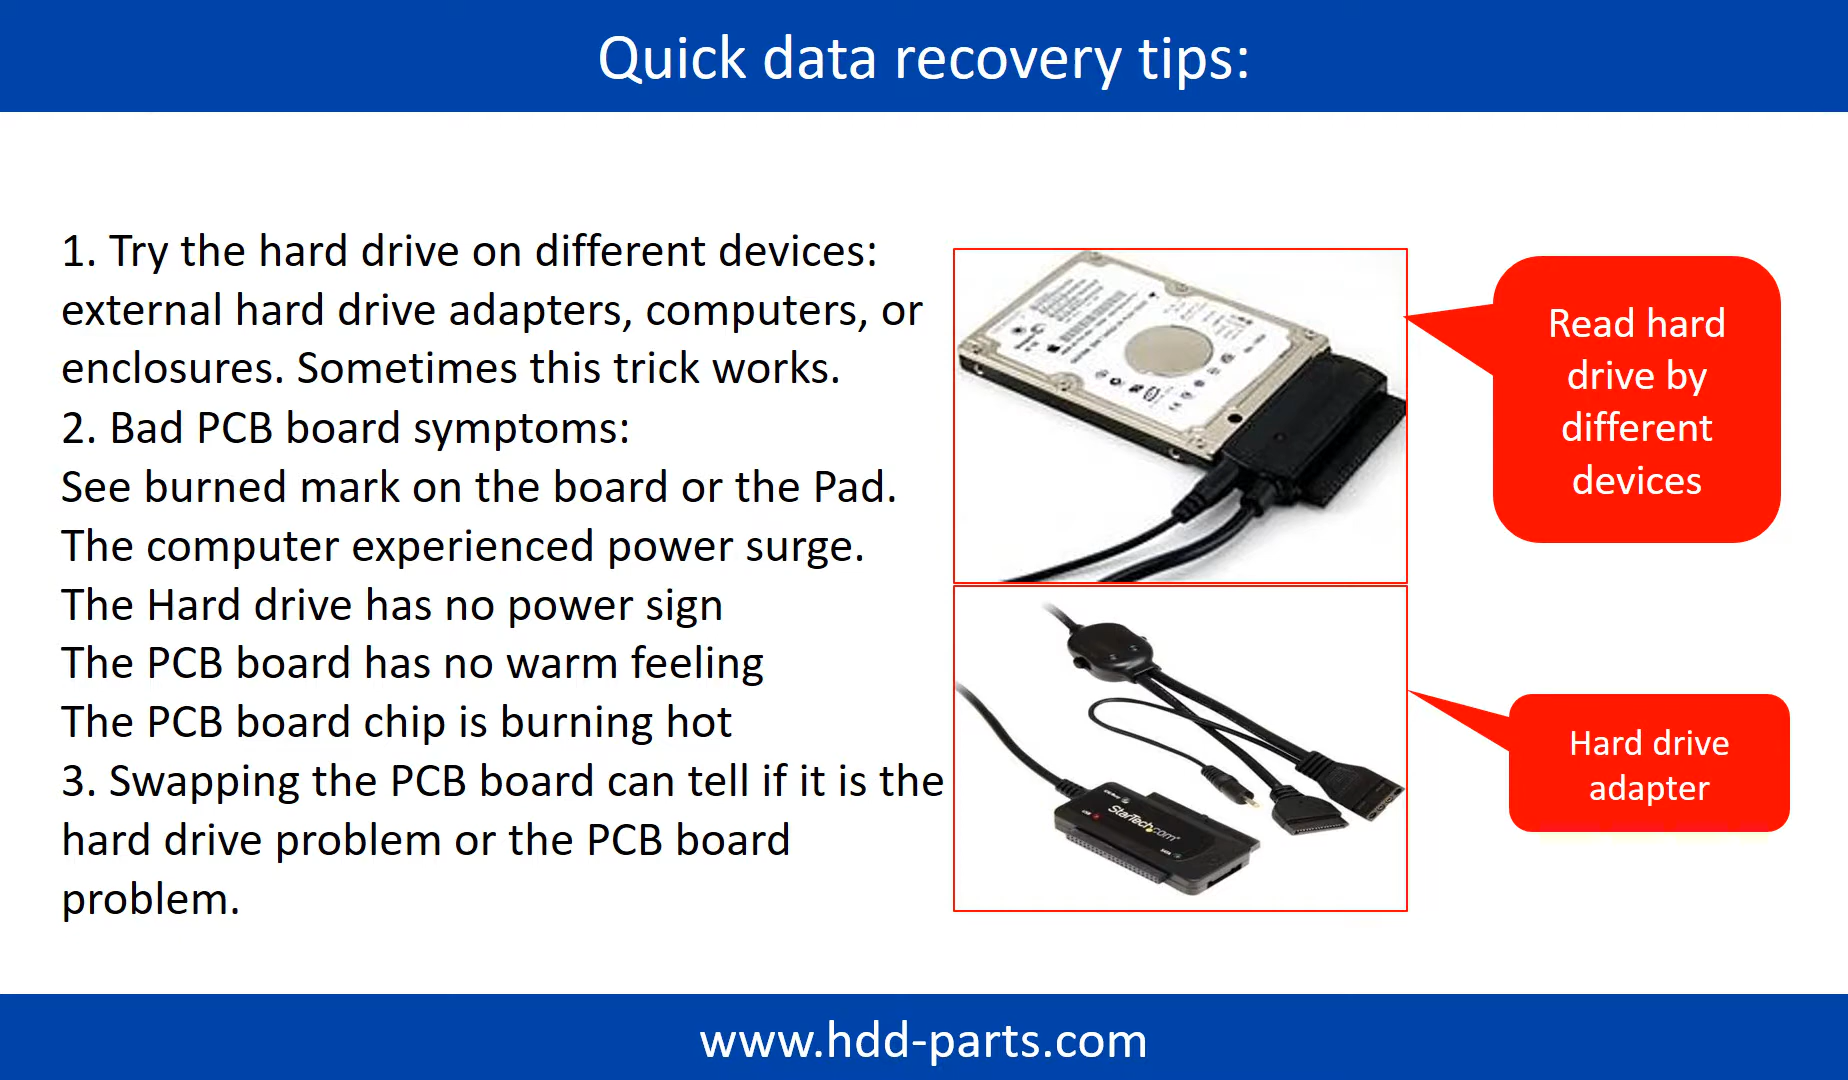 Quick data recovery tips:
1. Try the hard drive on different devices:
external hard drive adapters, computers, or
enclosures. Sometimes this trick works.
2. Bad PCB board symptoms:
See burned mark on the board or the Pad.
The computer experienced power surge.
The Hard drive has no power sign
The PCB board has no warm feeling
The PCB board chip is burning hot
3. Swapping the PCB board can tell if it is the
hard drive problem or the PCB board
problem.
Read hard
drive by
different
devices
StarTech.com
Hard drive
adapter
www.hdd-parts.com